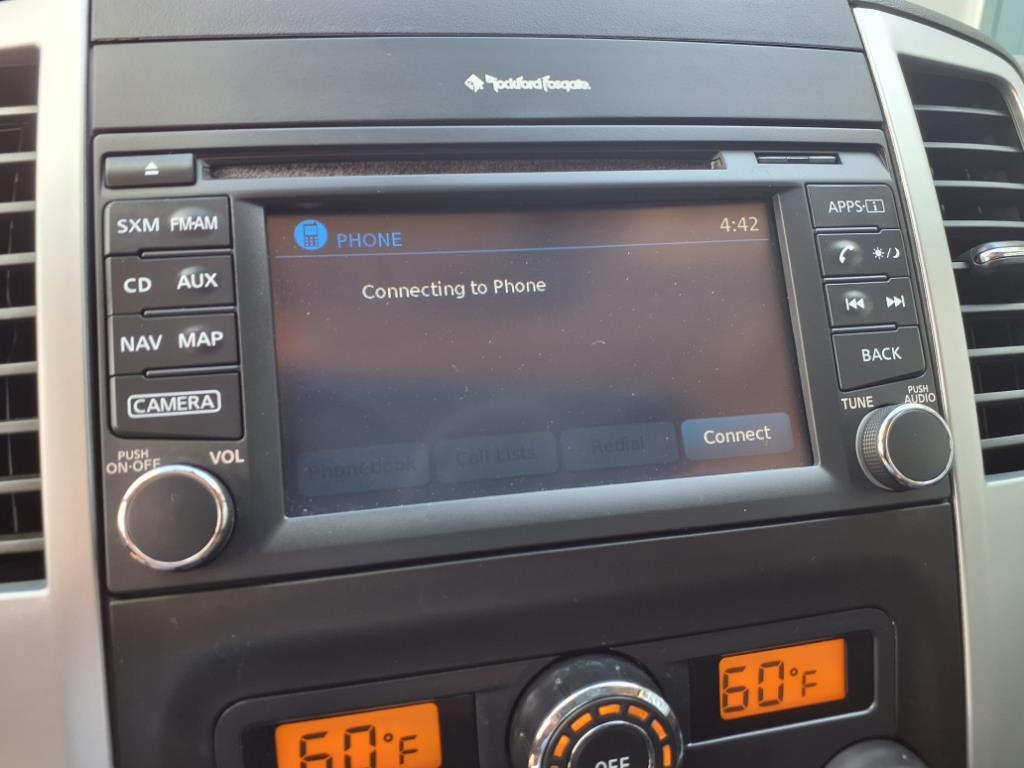 Rockford Fosgate
SXM FM·AM
CD AUX
NAV MAP
CAMERA
PUSH
ON·OFF
VOL
PHONE
4:42
Connecting to Phone
Phonebook
Call Lists
Redial
Connect
APPS·i
BACK
TUNE
PUSH
AUDIO
60°F
60°F
OFF